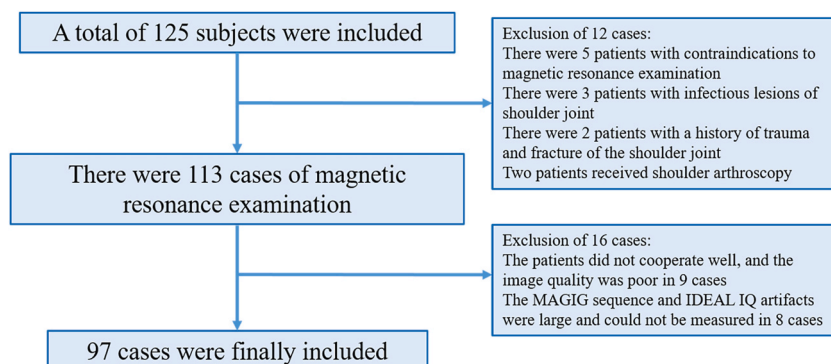 A total of 125 subjects were included
Exclusion of 12 cases:
There were 5 patients with contraindications to
magnetic resonance examination
There were 3 patients with infectious lesions of
shoulder joint
There were 2 patients with a history of trauma
and fracture of the shoulder joint
Two patients received shoulder arthroscopy
There were 113 cases of magnetic
resonance examination
Exclusion of 16 cases:
The patients did not cooperate well, and the
image quality was poor in 9 cases
The MAGIG sequence and IDEAL IQ artifacts
were large and could not be measured in 8 cases
97 cases were finally included